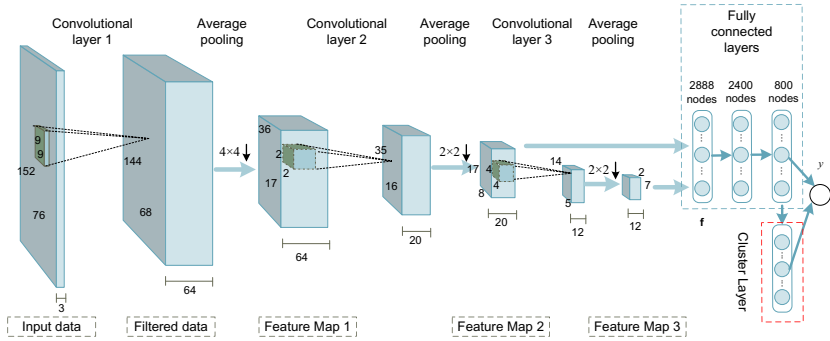 Convolutional layer 1
Average pooling
Convolutional layer 2
Average pooling
Convolutional layer 3
Average pooling
Fully connected layers
9
9
152
76
3
144
68
64
4×4
36
2
2
17
64
35
16
20
2×2
17
4
4
8
20
14
5
12
2×2
2
7
12
2888 nodes
2400 nodes
800 nodes
y
f
Cluster Layer
Input data
Filtered data
Feature Map 1
Feature Map 2
Feature Map 3